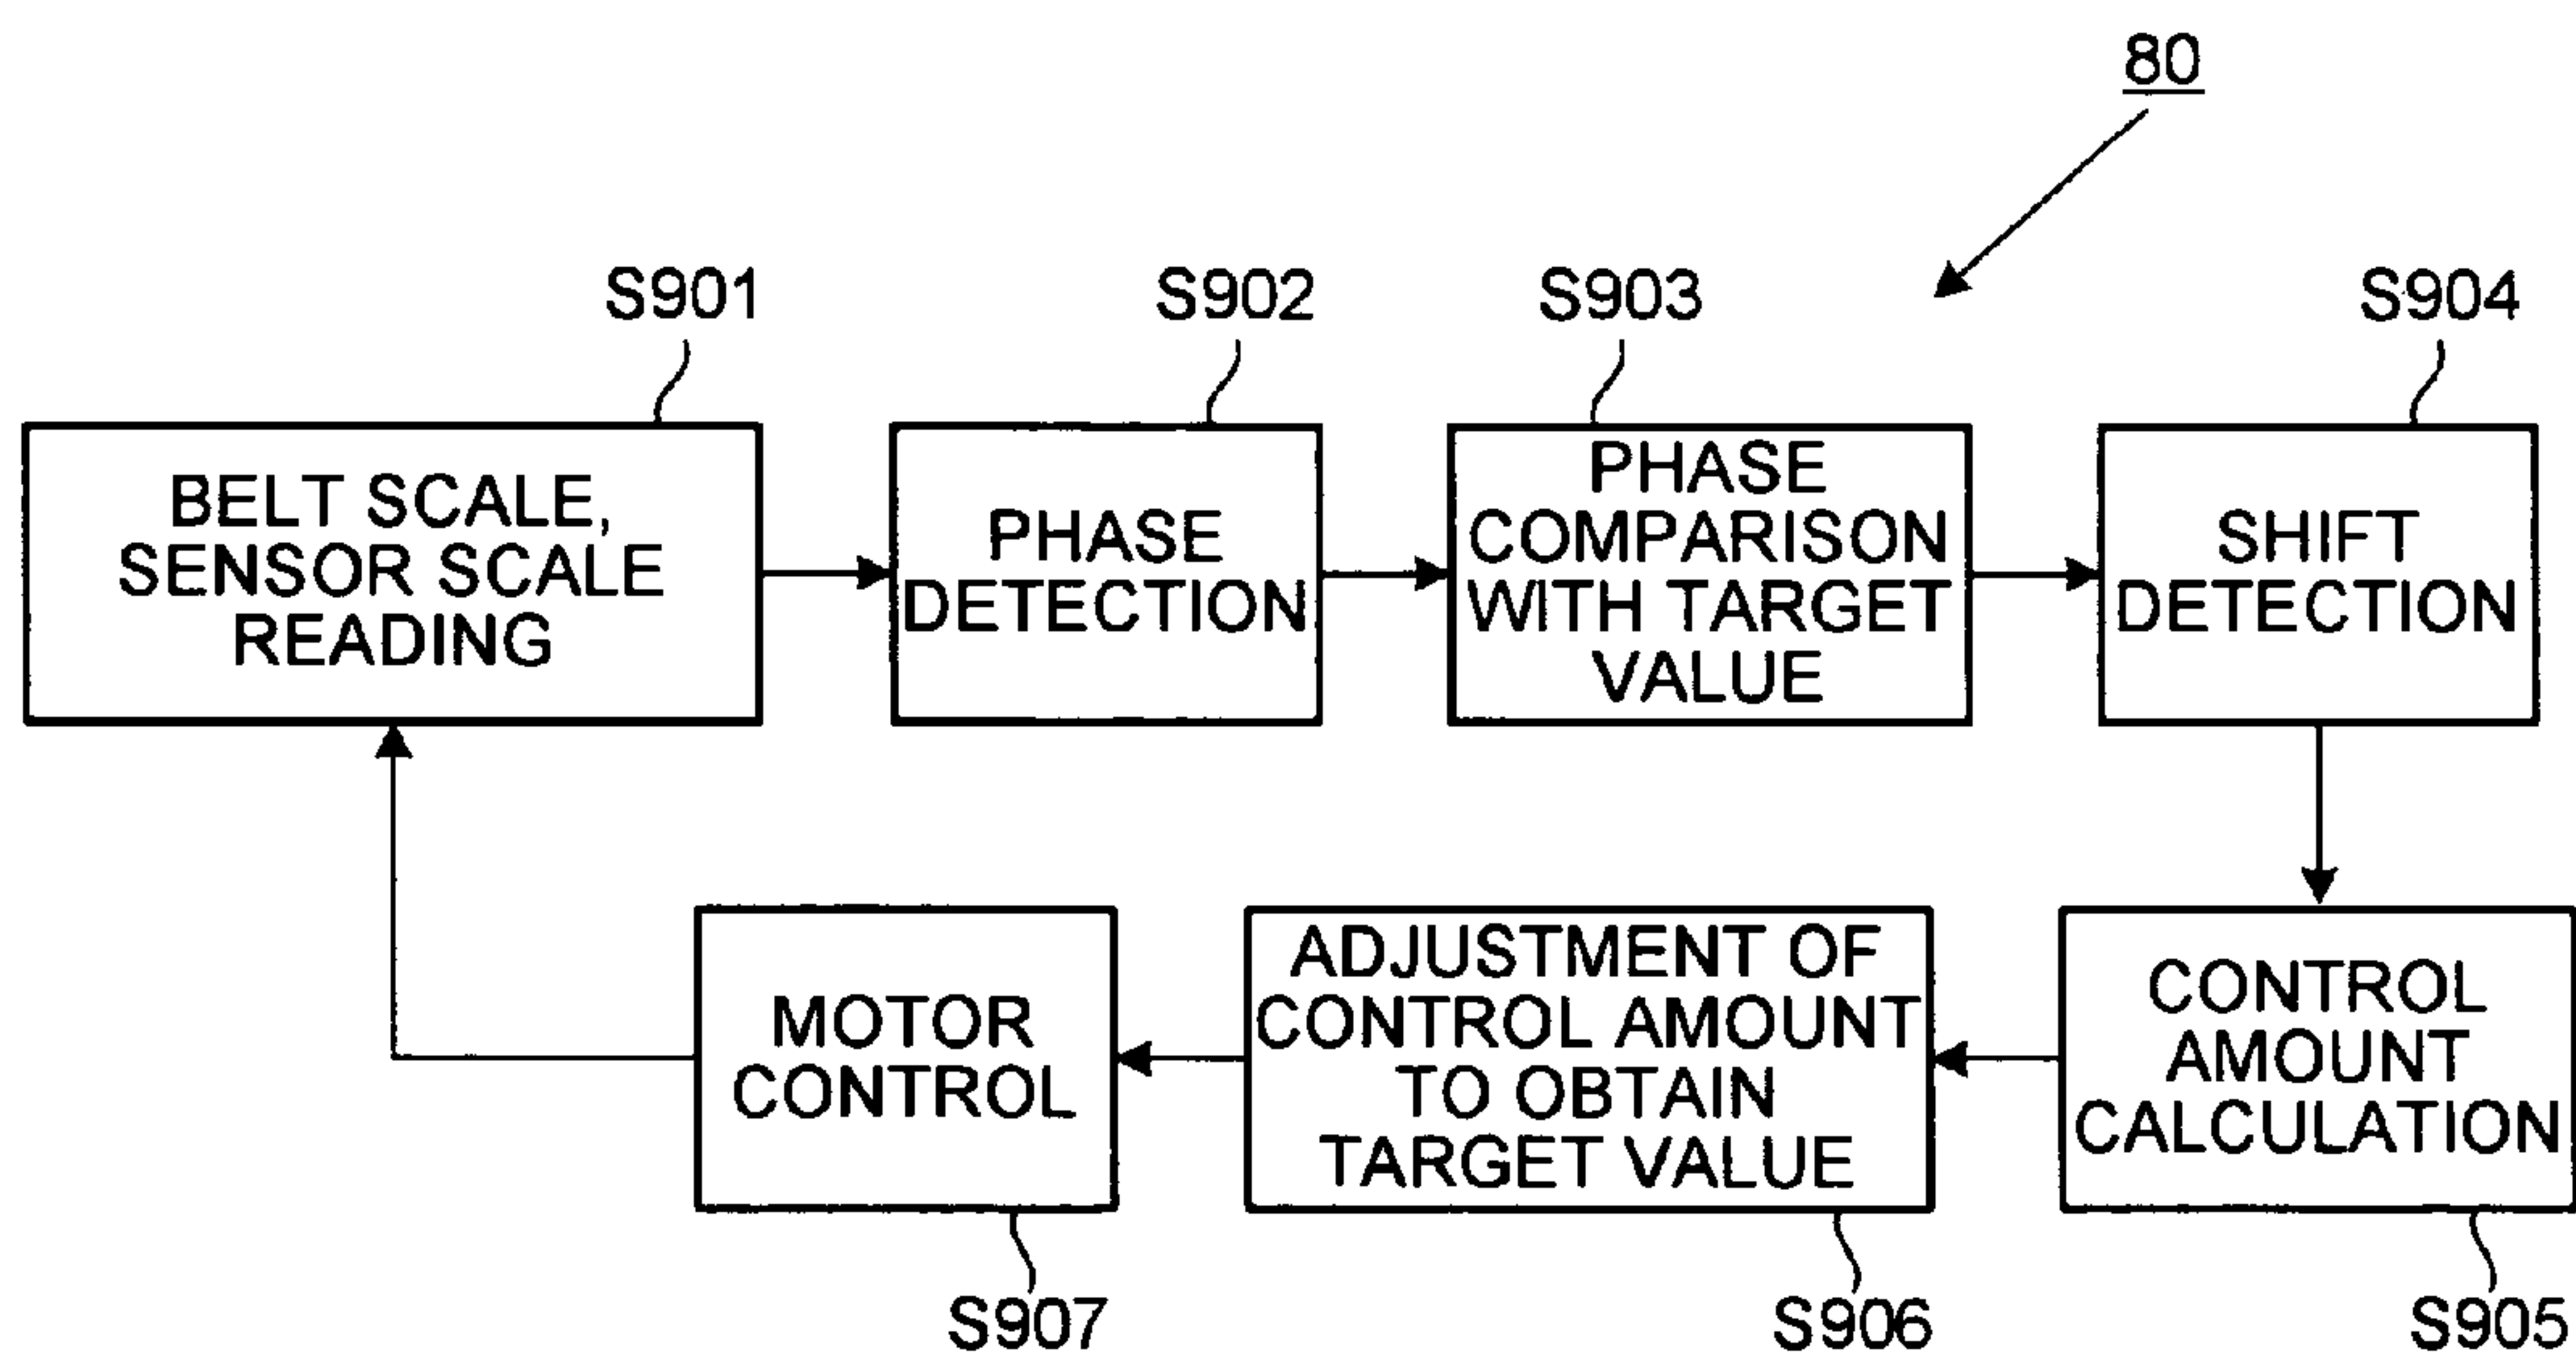 80
S901
S902
S903
S904
BELT SCALE,
SENSOR SCALE
READING
PHASE
DETECTION
PHASE
COMPARISON
WITH TARGET
VALUE
SHIFT
DETECTION
MOTOR
CONTROL
ADJUSTMENT OF
CONTROL AMOUNT
TO OBTAIN
TARGET VALUE
CONTROL
AMOUNT
CALCULATION
S907
S906
S905